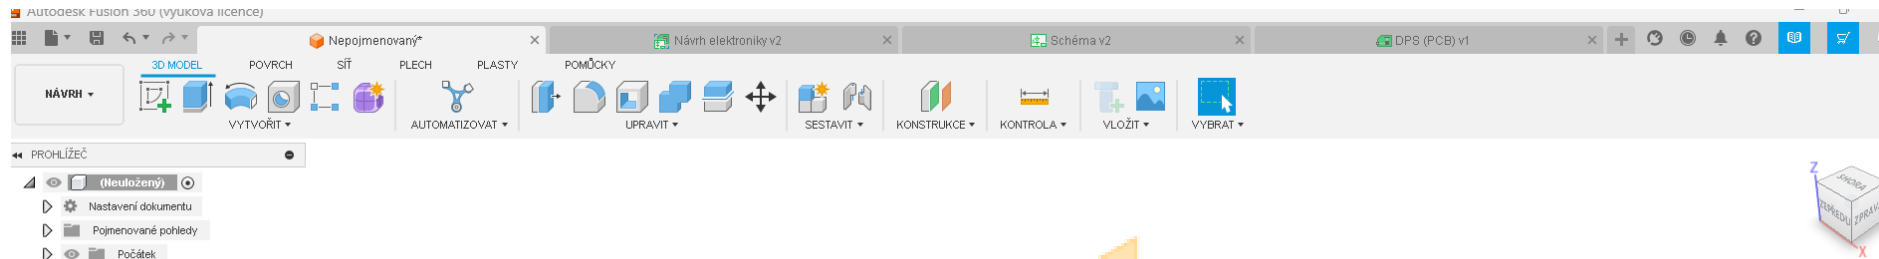 Autodesk Fusion 360 (výuková licence)
Nepojmenovaný* Návrh elektroniky v2 Schéma v2 DPS (PCB) v1
3D MODEL POVRCH SÍŤ PLECH PLASTY POMŮCKY
NÁVRH
VYTVOŘIT AUTOMATIZOVAT UPRAVIT SESTAVIT KONSTRUKCE KONTROLA VLOŽIT VYBRAT
PROHLÍŽEČ
(Neuložený)
Nastavení dokumentu
Pojmenované pohledy
Počátek
Z
SHORA
ZEPŘEDU ZPRAVA
X